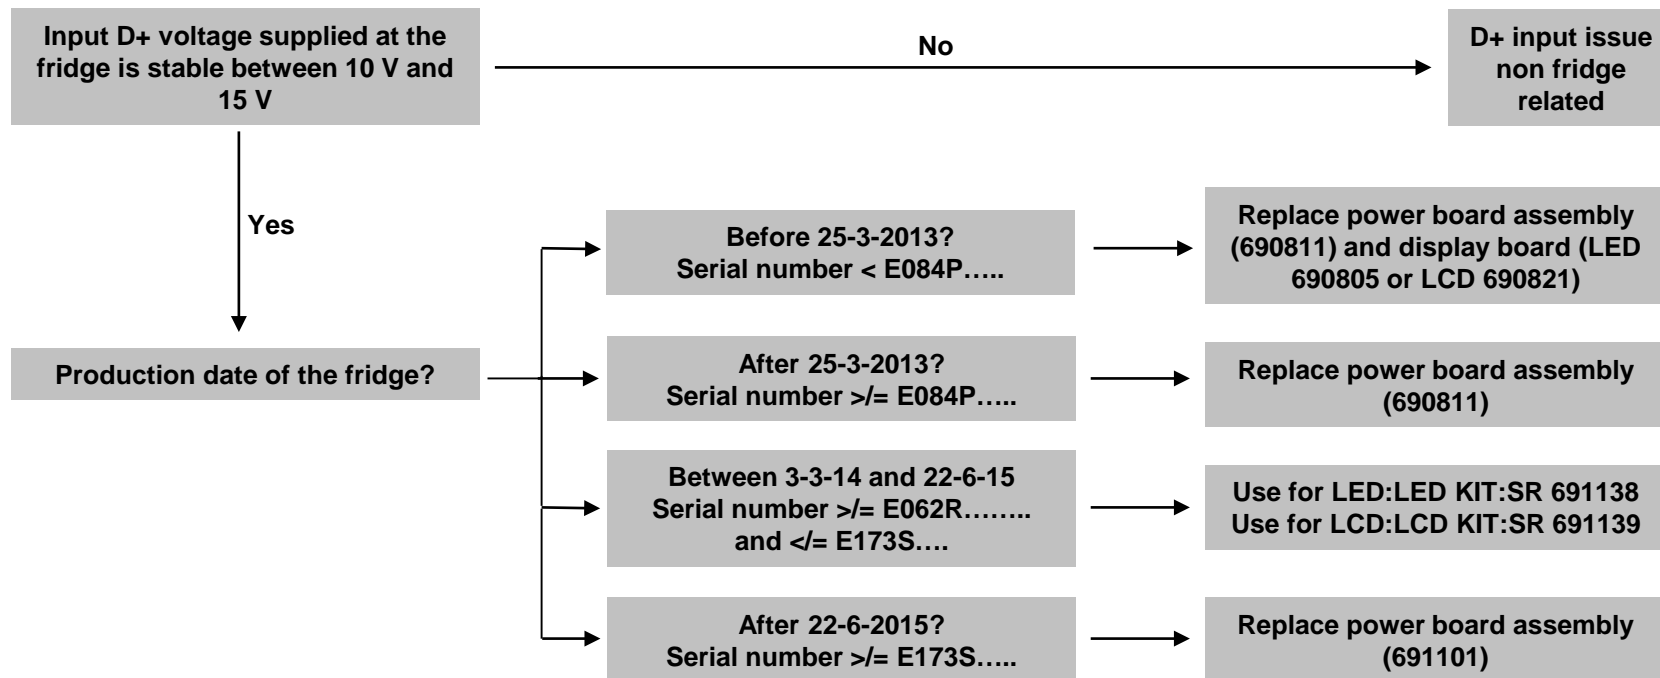 Input D+ voltage supplied at the
fridge is stable between 10 V and
15 V
No
D+ input issue
non fridge
related
Yes
Before 25-3-2013?
Serial number < E084P…..
Replace power board assembly
(690811) and display board (LED
690805 or LCD 690821)
Production date of the fridge?
After 25-3-2013?
Serial number >/= E084P…..
Replace power board assembly
(690811)
Between 3-3-14 and 22-6-15
Serial number >/= E062R……..
and </= E173S….
Use for LED:LED KIT:SR 691138
Use for LCD:LCD KIT:SR 691139
After 22-6-2015?
Serial number >/= E173S…..
Replace power board assembly
(691101)